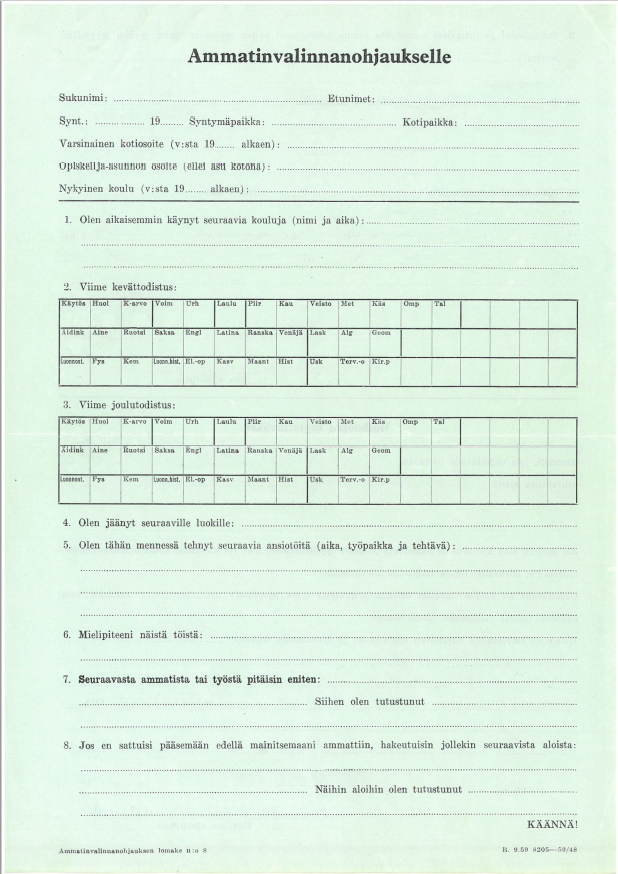 Ammatinvalinnanohjaukselle
Sukunimi: ........ Etunimet: ........
Synt.: ........ 19........ Syntymäpaikka: ........ Kotipaikka: ........
Varsinainen kotiosoite (v:sta 19....... alkaen): ........
Opiskelija-asunnon osoite (ellei asu kotona): ........
Nykyinen koulu (v:sta 19....... alkaen): ........
1. Olen aikaisemmin käynyt seuraavia kouluja (nimi ja aika): ........
2. Viime kevättodistus:
Käytös Huol K-arvo Voim Urh Laulu Piir Kau Veisto Met Käs Omp Tal
Äidink Aine Ruotsi Saksa Engl Latina Ranska Venäjä Lask Alg Geom
Luonnont. Fys Kem Luonn.hist. El.-op Kasv Maant Hist Usk Terv.-o Kir.p
3. Viime joulutodistus:
Käytös Huol K-arvo Voim Urh Laulu Piir Kau Veisto Met Käs Omp Tal
Äidink Aine Ruotsi Saksa Engl Latina Ranska Venäjä Lask Alg Geom
Luonnont. Fys Kem Luonn.hist. El.-op Kasv Maant Hist Usk Terv.-o Kir.p
4. Olen jäänyt seuraaville luokille: ........
5. Olen tähän mennessä tehnyt seuraavia ansiotöitä (aika, työpaikka ja tehtävä): ........
6. Mielipiteeni näistä töistä: ........
7. Seuraavasta ammatista tai työstä pitäisin eniten: ........
........ Siihen olen tutustunut ........
8. Jos en sattuisi pääsemään edellä mainitsemaani ammattiin, hakeutuisin jollekin seuraavista aloista:
........ Näihin aloihin olen tutustunut ........
KÄÄNNÄ!
Ammatinvalinnanohjauksen lomake n:o 8 B. 9.59 8205—59/48